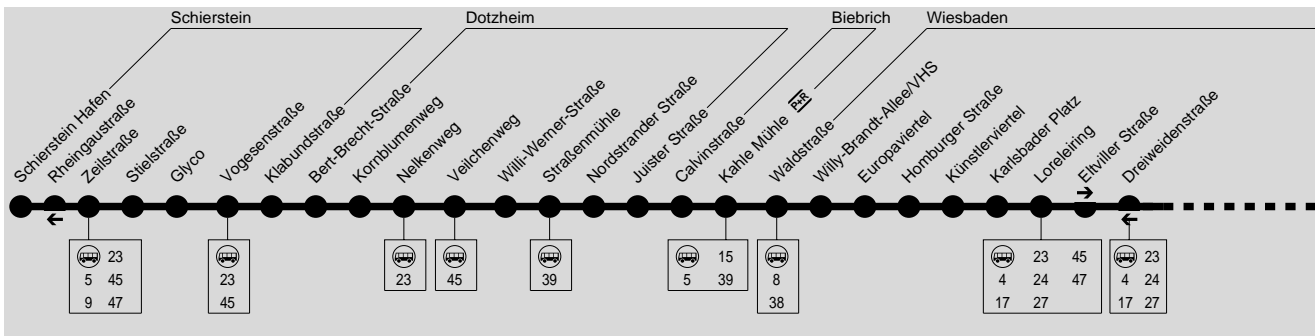 Schierstein
Dotzheim
Biebrich
Wiesbaden
Schierstein Hafen
Rheingaustraße
Zeilstraße
Stielstraße
Glyco
Vogesenstraße
Klabundstraße
Bert-Brecht-Straße
Kornblumenweg
Nelkenweg
Veilchenweg
Willi-Werner-Straße
Straßenmühle
Nordstrander Straße
Juister Straße
Calvinstraße
Kahle Mühle P+R
Waldstraße
Willy-Brandt-Allee/VHS
Europaviertel
Homburger Straße
Künstlerviertel
Karlsbader Platz
Loreleiring
Eltviller Straße
Dreiweidenstraße
23
5 45
9 47
23
45
23
45
39
15
5 39
8
38
23 45
4 24 47
17 27
23
4 24
17 27